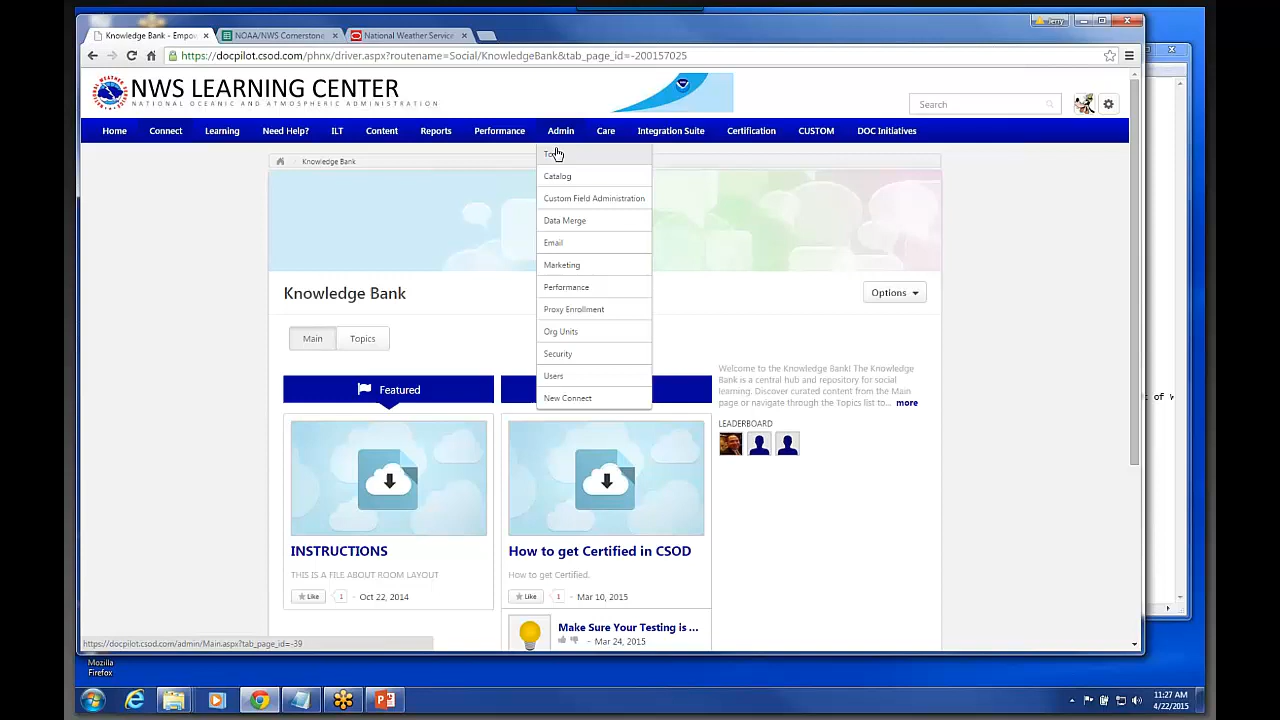 Jerry
Knowledge Bank - Empow
NOAA/NWS Cornerstone
National Weather Service
https://docpilot.csod.com/phnx/driver.aspx?routename=Social/KnowledgeBank&tab_page_id=-200157025
NWS LEARNING CENTER
NATIONAL OCEANIC AND ATMOSPHERIC ADMINISTRATION
Search
Home Connect Learning Need Help? ILT Content Reports Performance Admin Care Integration Suite Certification CUSTOM DOC Initiatives
Knowledge Bank
Catalog
Custom Field Administration
Data Merge
Email
Marketing
Performance
Proxy Enrollment
Org Units
Security
Users
New Connect
Knowledge Bank
Options
Main Topics
Featured
Welcome to the Knowledge Bank! The Knowledge
Bank is a central hub and repository for social
learning. Discover curated content from the Main
page or navigate through the Topics list to... more
LEADERBOARD
INSTRUCTIONS
THIS IS A FILE ABOUT ROOM LAYOUT
Like 1 - Oct 22, 2014
How to get Certified in CSOD
How to get Certified.
Like 1 - Mar 10, 2015
Make Sure Your Testing is ...
- Mar 24, 2015
https://docpilot.csod.com/admin/Main.aspx?tab_page_id=-39
Mozilla
Firefox
11:27 AM
4/22/2015